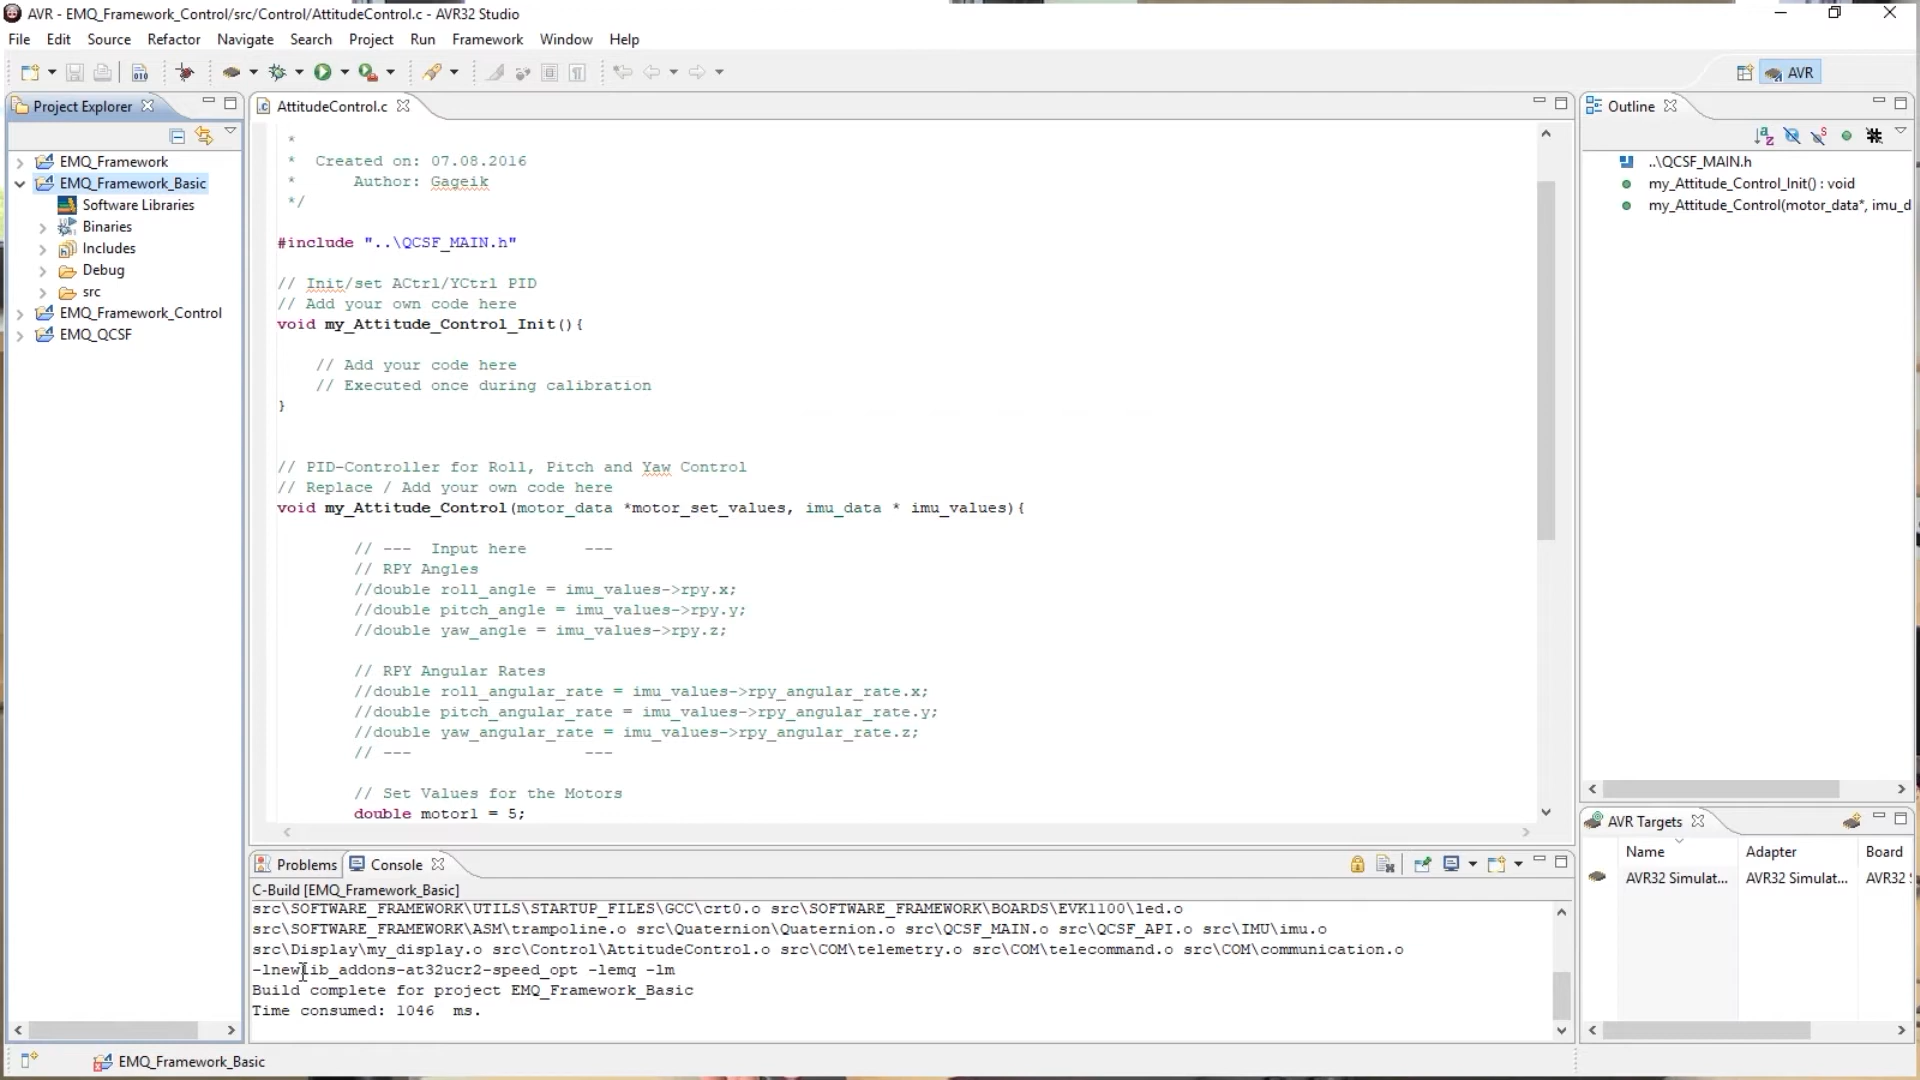 AVR - EMQ_Framework_Control/src/Control/AttitudeControl.c - AVR32 Studio
File Edit Source Refactor Navigate Search Project Run Framework Window Help
AVR
Project Explorer
EMQ_Framework
EMQ_Framework_Basic
Software Libraries
Binaries
Includes
Debug
src
EMQ_Framework_Control
EMQ_QCSF
AttitudeControl.c
*
* Created on: 07.08.2016
* Author: Gageik
*/
#include "..\QCSF_MAIN.h"
// Init/set ACtrl/YCtrl PID
// Add your own code here
void my_Attitude_Control_Init(){
// Add your code here
// Executed once during calibration
}
// PID-Controller for Roll, Pitch and Yaw Control
// Replace / Add your own code here
void my_Attitude_Control(motor_data *motor_set_values, imu_data * imu_values){
// --- Input here ---
// RPY Angles
//double roll_angle = imu_values->rpy.x;
//double pitch_angle = imu_values->rpy.y;
//double yaw_angle = imu_values->rpy.z;
// RPY Angular Rates
//double roll_angular_rate = imu_values->rpy_angular_rate.x;
//double pitch_angular_rate = imu_values->rpy_angular_rate.y;
//double yaw_angular_rate = imu_values->rpy_angular_rate.z;
// --- ---
// Set Values for the Motors
double motor1 = 5;
Outline
..\QCSF_MAIN.h
my_Attitude_Control_Init() : void
my_Attitude_Control(motor_data*, imu_d
Problems Console
C-Build [EMQ_Framework_Basic]
src\SOFTWARE_FRAMEWORK\UTILS\STARTUP_FILES\GCC\crt0.o src\SOFTWARE_FRAMEWORK\BOARDS\EVK1100\led.o
src\SOFTWARE_FRAMEWORK\ASM\trampoline.o src\Quaternion\Quaternion.o src\QCSF_MAIN.o src\QCSF_API.o src\IMU\imu.o
src\Display\my_display.o src\Control\AttitudeControl.o src\COM\telemetry.o src\COM\telecommand.o src\COM\communication.o
-lnewlib_addons-at32ucr2-speed_opt -lemq -lm
Build complete for project EMQ_Framework_Basic
Time consumed: 1046 ms.
AVR Targets
Name Adapter Board
AVR32 Simulat... AVR32 Simulat... AVR32
EMQ_Framework_Basic